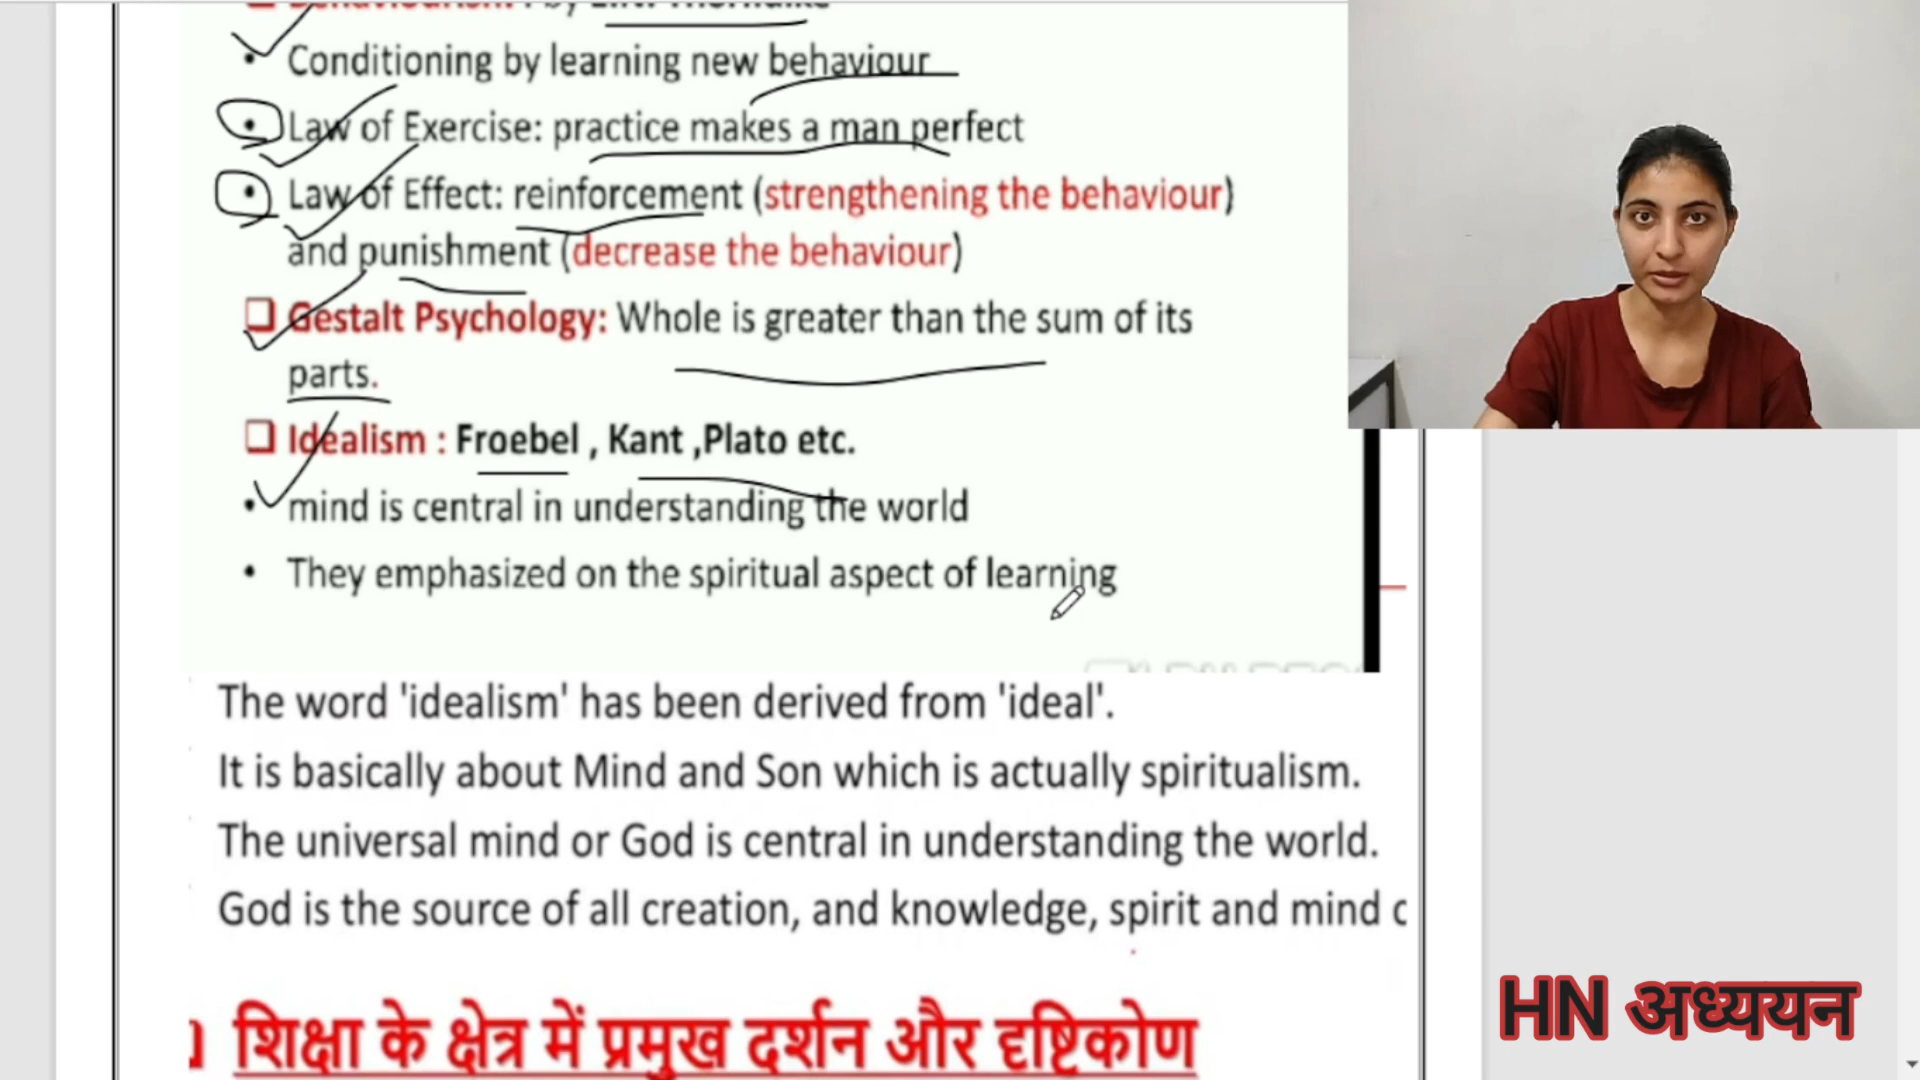 Conditioning by learning new behaviour
Law of Exercise: practice makes a man perfect
Law of Effect: reinforcement (strengthening the behaviour)
and punishment (decrease the behaviour)
Gestalt Psychology: Whole is greater than the sum of its
parts.
Idealism : Froebel , Kant ,Plato etc.
mind is central in understanding the world
They emphasized on the spiritual aspect of learning
The word 'idealism' has been derived from 'ideal'.
It is basically about Mind and Son which is actually spiritualism.
The universal mind or God is central in understanding the world.
God is the source of all creation, and knowledge, spirit and mind
शिक्षा के क्षेत्र में प्रमुख दर्शन और दृष्टिकोण
HN अध्ययन